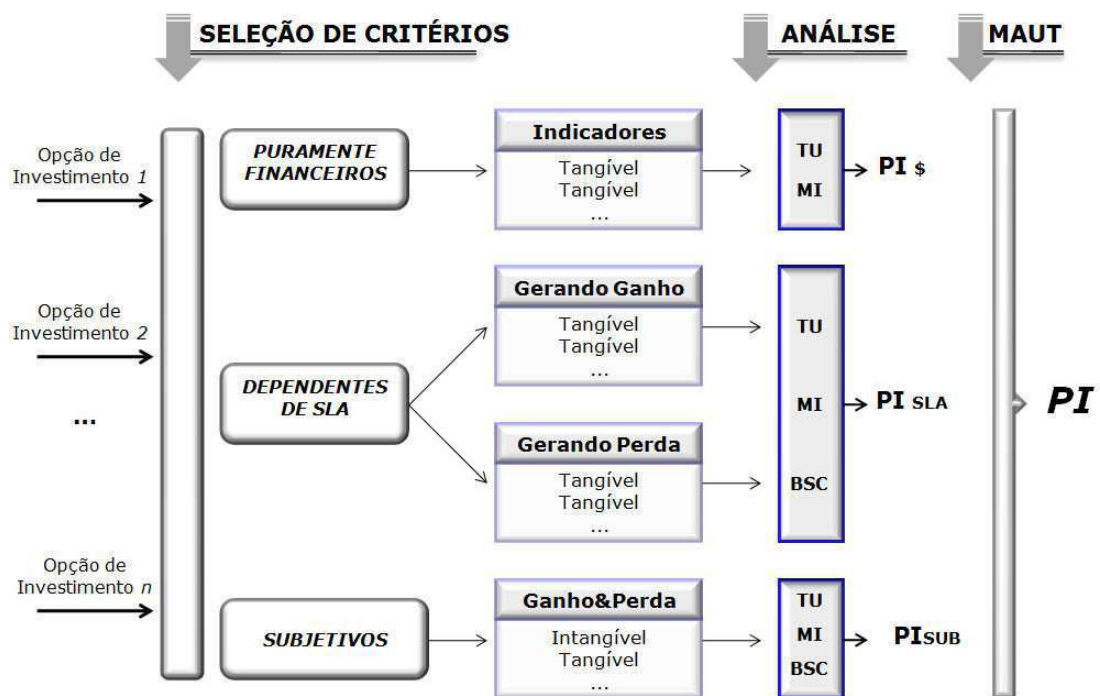 SELEÇÃO DE CRITÉRIOS
ANÁLISE
MAUT
Opção de
Investimento 1
Opção de
Investimento 2
...
Opção de
Investimento n
PURAMENTE
FINANCEIROS
DEPENDENTES
DE SLA
SUBJETIVOS
Indicadores
Tangível
Tangível
...
Gerando Ganho
Tangível
Tangível
...
Gerando Perda
Tangível
Tangível
...
Ganho&Perda
Intangível
Tangível
...
TU
MI
PI $
TU
MI
BSC
PI SLA
TU
MI
BSC
PISUB
PI